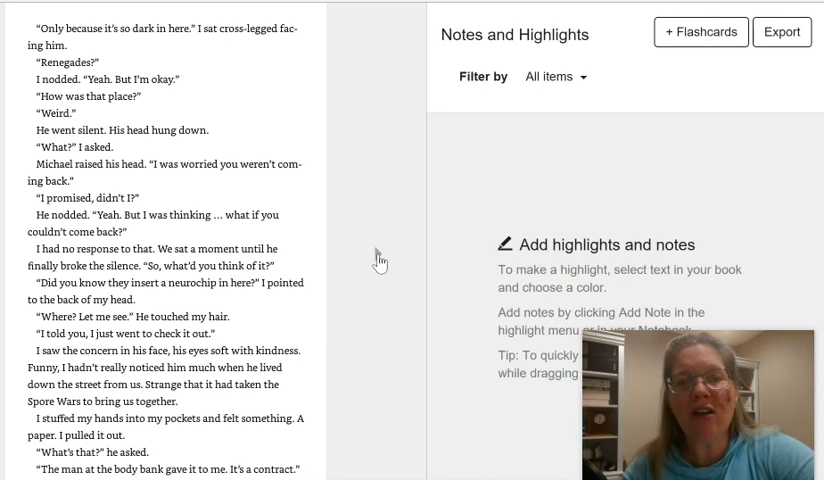 “Only because it’s so dark in here.” I sat cross-legged fac-
ing him.
“Renegades?”
I nodded. “Yeah. But I’m okay.”
“How was that place?”
“Weird.”
He went silent. His head hung down.
“What?” I asked.
Michael raised his head. “I was worried you weren’t com-
ing back.”
“I promised, didn’t I?”
He nodded. “Yeah. But I was thinking … what if you
couldn’t come back?”
I had no response to that. We sat a moment until he
finally broke the silence. “So, what’d you think of it?”
“Did you know they insert a neurochip in here?” I pointed
to the back of my head.
“Where? Let me see.” He touched my hair.
“I told you, I just went to check it out.”
I saw the concern in his face, his eyes soft with kindness.
Funny, I hadn’t really noticed him much when he lived
down the street from us. Strange that it had taken the
Spore Wars to bring us together.
I stuffed my hands into my pockets and felt something. A
paper. I pulled it out.
“What’s that?” he asked.
“The man at the body bank gave it to me. It’s a contract.”
Notes and Highlights
+ Flashcards
Export
Filter by
All items
Add highlights and notes
To make a highlight, select text in your book
and choose a color.
Add notes by clicking Add Note in the
highlight menu or in your Notebook.
Tip: To quickly
while dragging